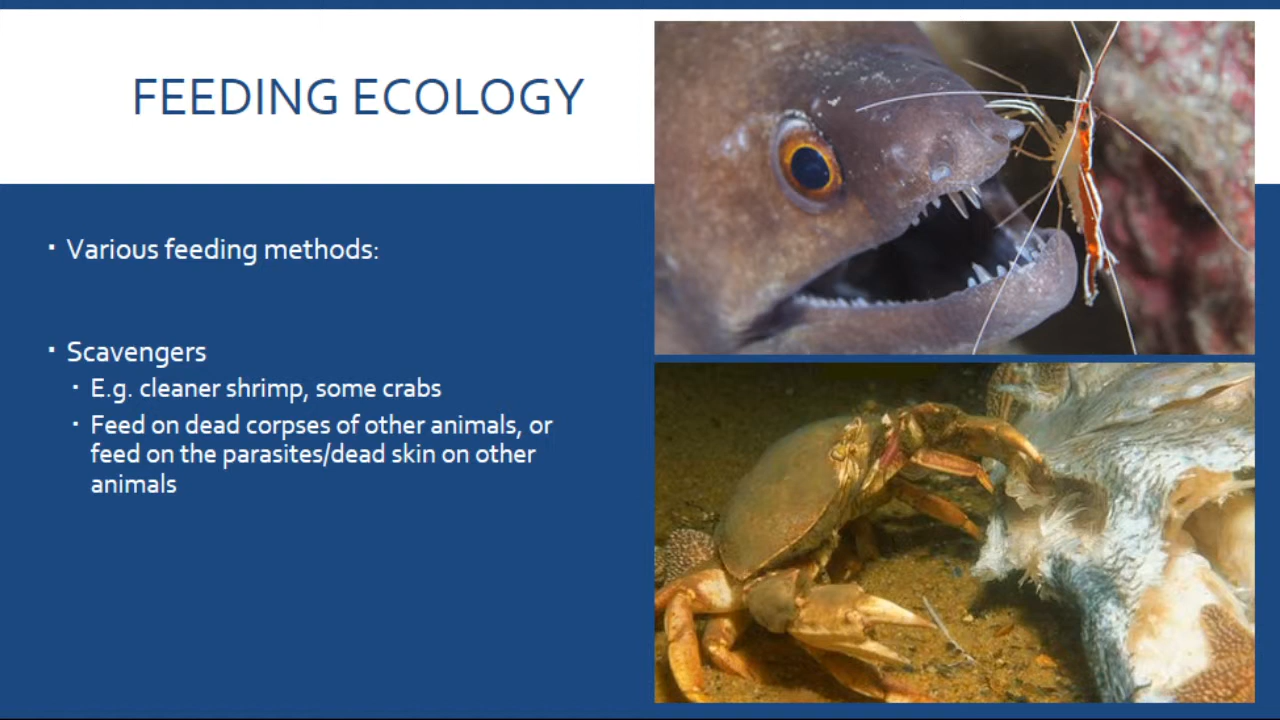 FEEDING ECOLOGY
▪ Various feeding methods:
▪ Scavengers
▪ E.g. cleaner shrimp, some crabs
▪ Feed on dead corpses of other animals, or
feed on the parasites/dead skin on other
animals